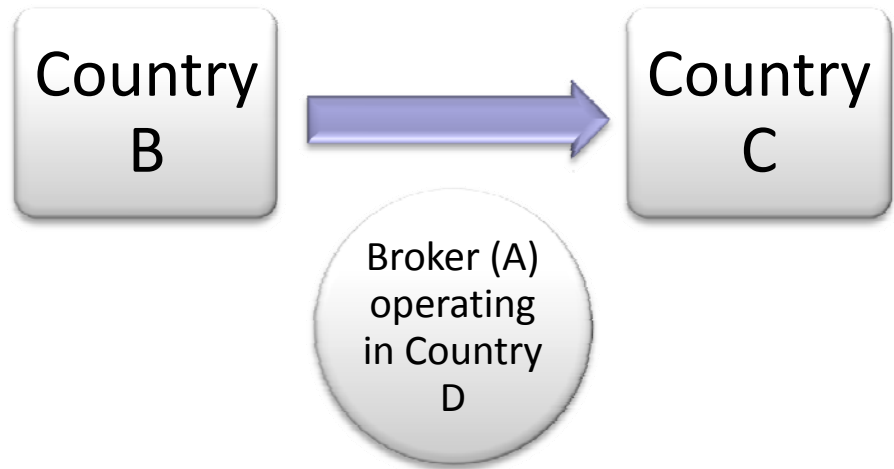 Country
B
Country
C
Broker (A)
operating
in Country
D